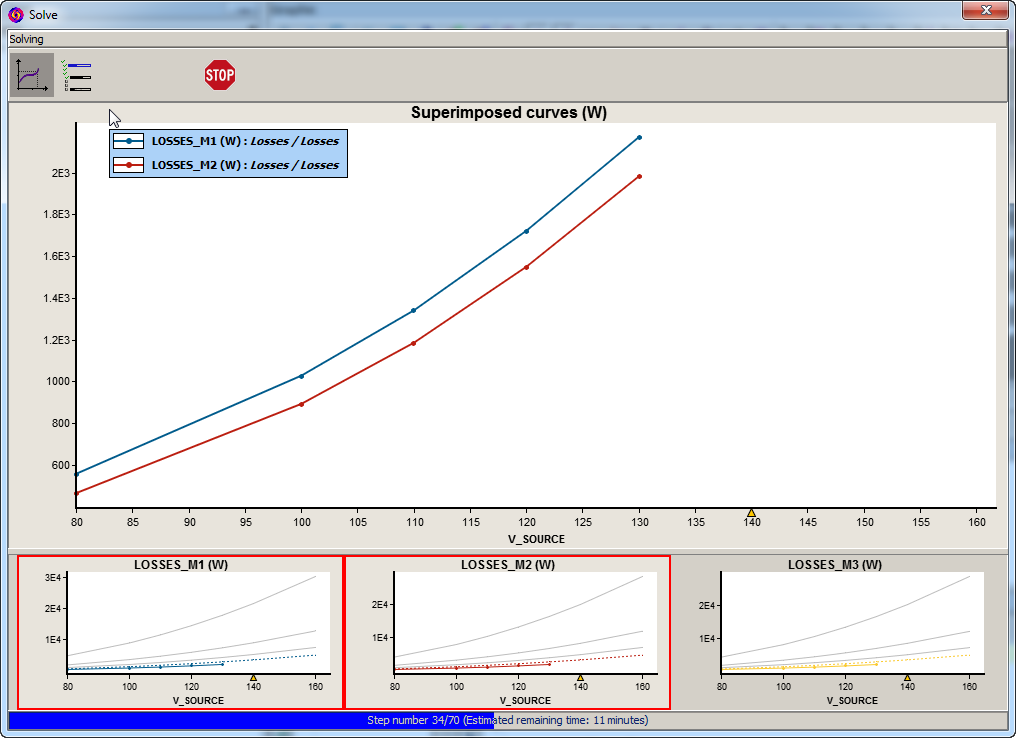 Solve
Solving
STOP
Superimposed curves (W)
LOSSES_M1 (W) : Losses / Losses
LOSSES_M2 (W) : Losses / Losses
2E3
1.8E3
1.6E3
1.4E3
1.2E3
1000
800
600
80 85 90 95 100 105 110 115 120 125 130 135 140 145 150 155 160
V_SOURCE
LOSSES_M1 (W)
3E4
2E4
1E4
80 100 120 140 160
V_SOURCE
LOSSES_M2 (W)
2E4
1E4
80 100 120 140 160
V_SOURCE
LOSSES_M3 (W)
2E4
1E4
80 100 120 140 160
V_SOURCE
Step number 34/70 (Estimated remaining time: 11 minutes)